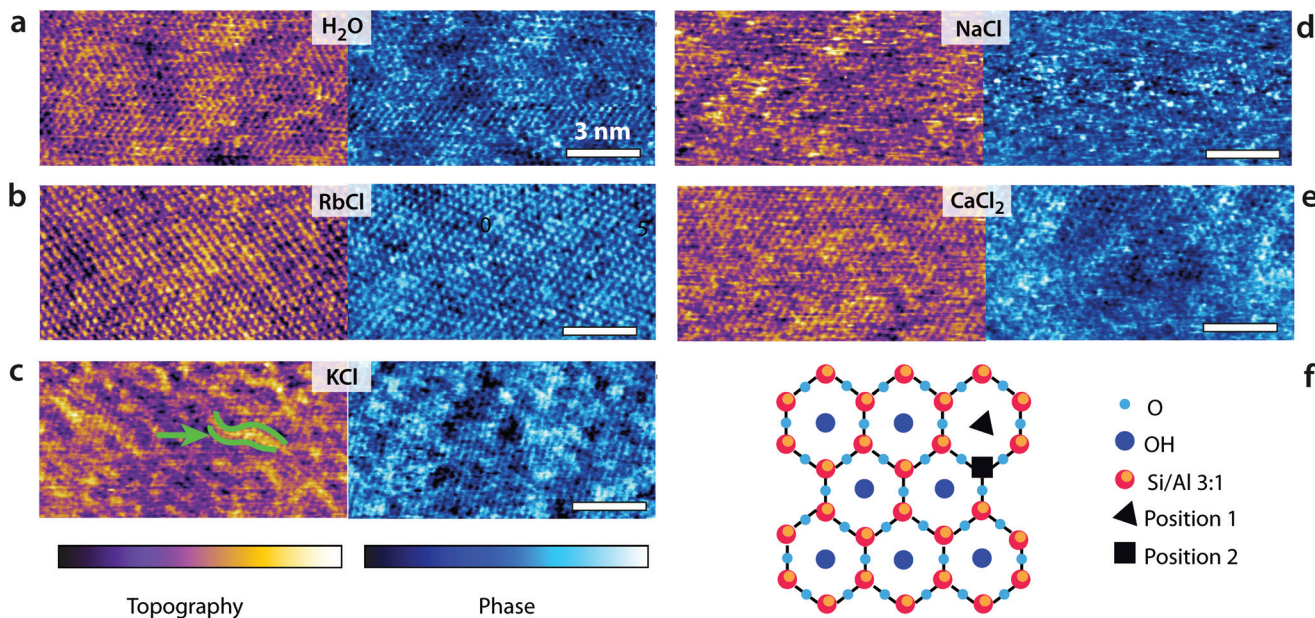 a
H₂O
3 nm
b
RbCl
0
5
c
KCl
Topography
Phase
NaCl
d
CaCl₂
e
f
O
OH
Si/Al 3:1
Position 1
Position 2